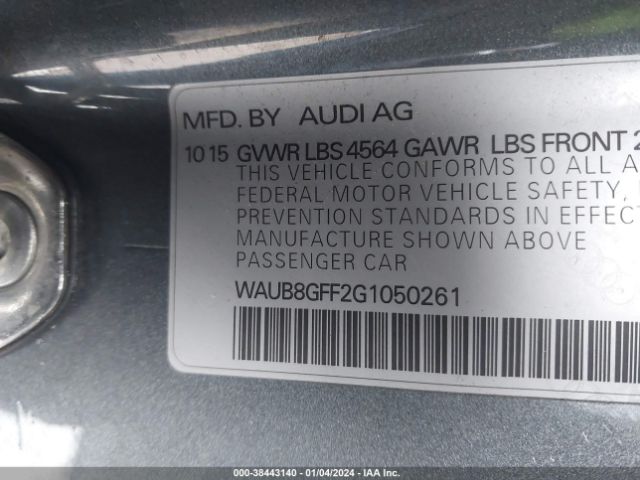 MFD. BY AUDI AG
10 15 GVWR LBS 4564 GAWR LBS FRONT 2
THIS VEHICLE CONFORMS TO ALL A
FEDERAL MOTOR VEHICLE SAFETY,
PREVENTION STANDARDS IN EFFECT
MANUFACTURE SHOWN ABOVE
PASSENGER CAR
WAUB8GFF2G1050261
000-38443140 - 01/04/2024 - IAA Inc.